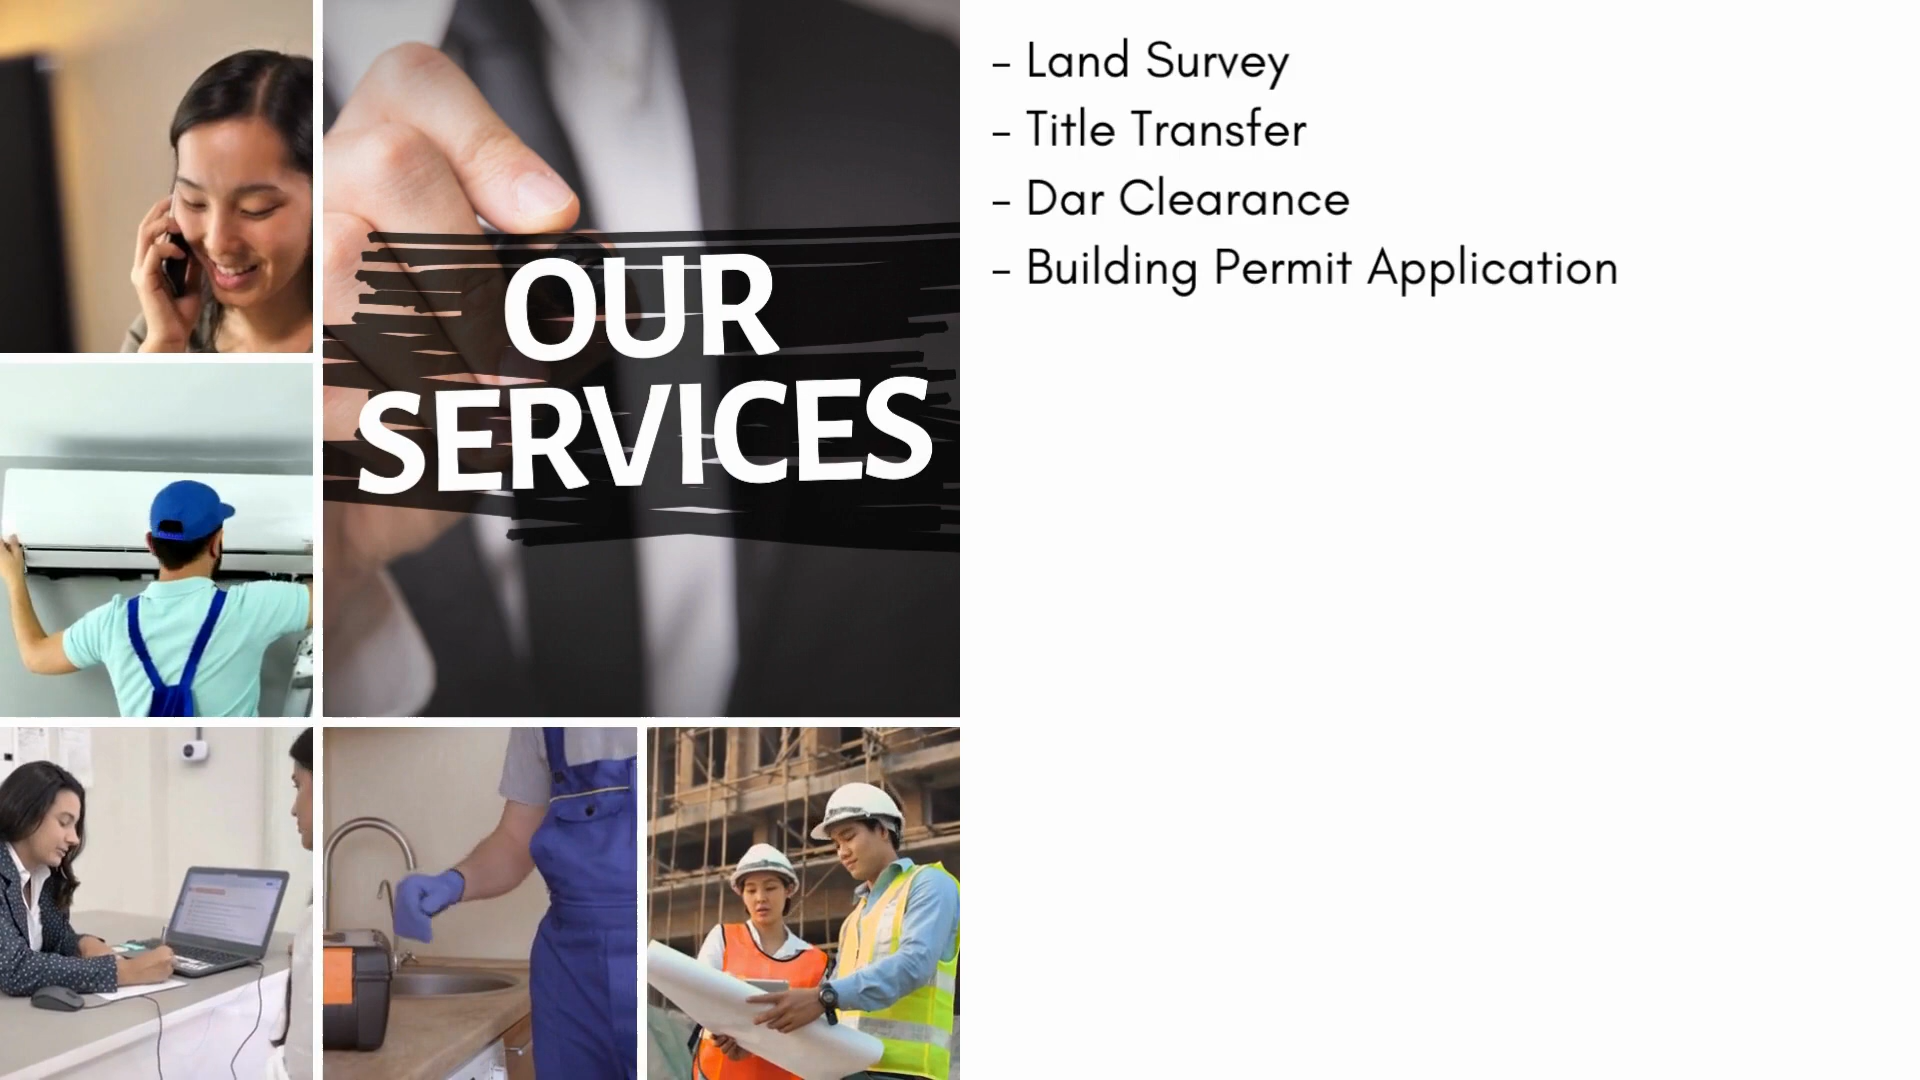 OUR
SERVICES
- Land Survey
- Title Transfer
- Dar Clearance
- Building Permit Application